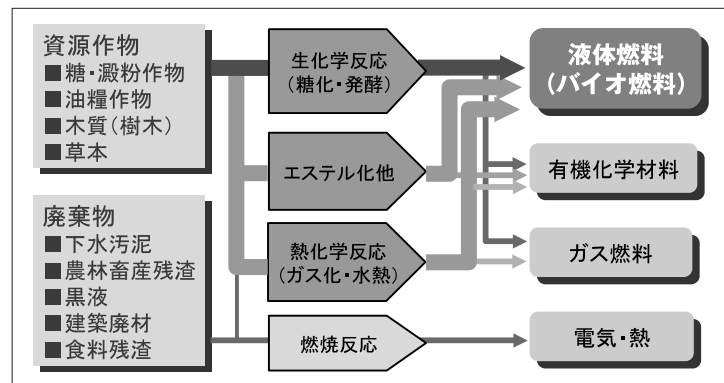 資源作物
■糖・澱粉作物
■油糧作物
■木質（樹木）
■草本
廃棄物
■下水汚泥
■農林畜産残渣
■黒液
■建築廃材
■食料残渣
生化学反応
（糖化・発酵）
エステル化他
熱化学反応
（ガス化・水熱）
燃焼反応
液体燃料
（バイオ燃料）
有機化学材料
ガス燃料
電気・熱